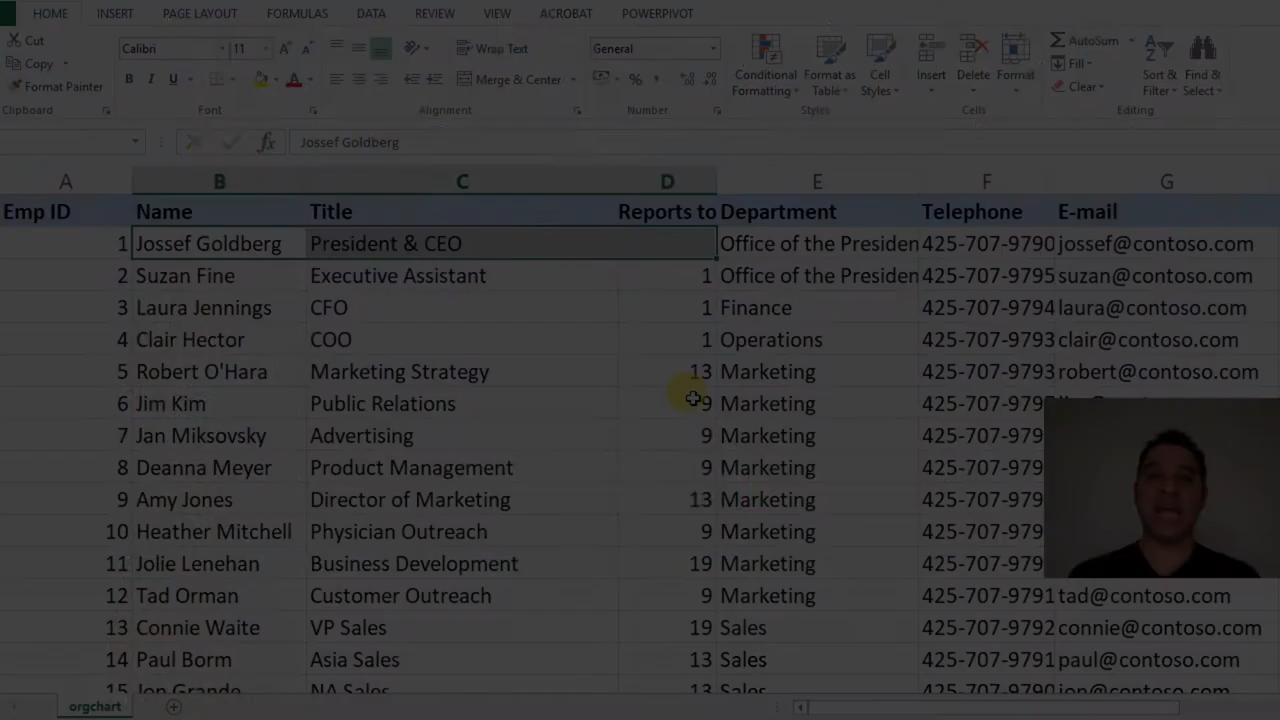 HOME INSERT PAGE LAYOUT FORMULAS DATA REVIEW VIEW ACROBAT POWERPIVOT
Cut
Copy
Format Painter
Clipboard
Calibri 11
B I U
Font
Wrap Text
Merge & Center
Alignment
General
%
Number
Conditional Formatting
Format as Table
Cell Styles
Styles
Insert
Delete
Format
Cells
AutoSum
Fill
Clear
Sort & Filter
Find & Select
Editing
fx Jossef Goldberg
A B C D E F G
Emp ID Name Title Reports to Department Telephone E-mail
1 Jossef Goldberg President & CEO Office of the Presiden 425-707-9790 jossef@contoso.com
2 Suzan Fine Executive Assistant 1 Office of the Presiden 425-707-9795 suzan@contoso.com
3 Laura Jennings CFO 1 Finance 425-707-9794 laura@contoso.com
4 Clair Hector COO 1 Operations 425-707-9793 clair@contoso.com
5 Robert O'Hara Marketing Strategy 13 Marketing 425-707-9793 robert@contoso.com
6 Jim Kim Public Relations 9 Marketing 425-707-979
7 Jan Miksovsky Advertising 9 Marketing 425-707-979
8 Deanna Meyer Product Management 9 Marketing 425-707-979
9 Amy Jones Director of Marketing 13 Marketing 425-707-979
10 Heather Mitchell Physician Outreach 9 Marketing 425-707-979
11 Jolie Lenehan Business Development 19 Marketing 425-707-979
12 Tad Orman Customer Outreach 9 Marketing 425-707-9791 tad@contoso.com
13 Connie Waite VP Sales 19 Sales 425-707-9792 connie@contoso.com
14 Paul Borm Asia Sales 13 Sales 425-707-9791 paul@contoso.com
15 Jon Grande NA Sales 13 Sales 425-707-9791 jon@contoso.com
orgchart